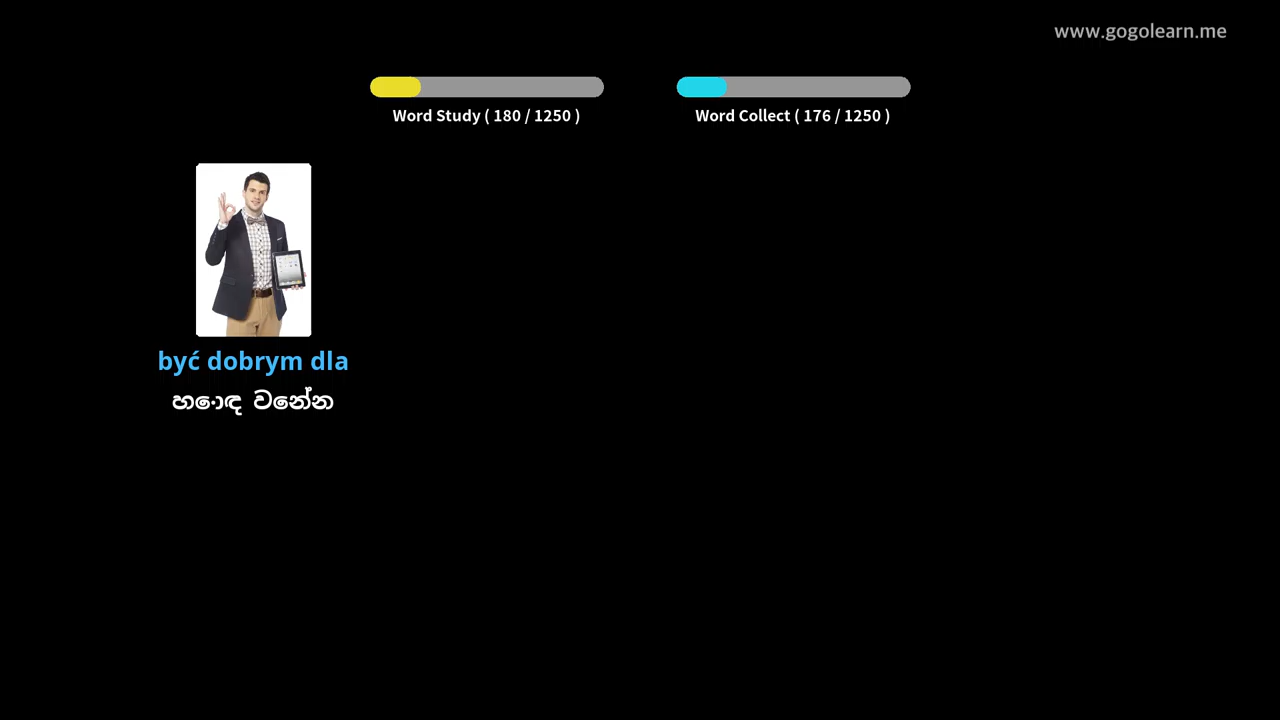 www.gogolearn.me
Word Study ( 180 / 1250 )
Word Collect ( 176 / 1250 )
być dobrym dla
හොඳ වන්නේ